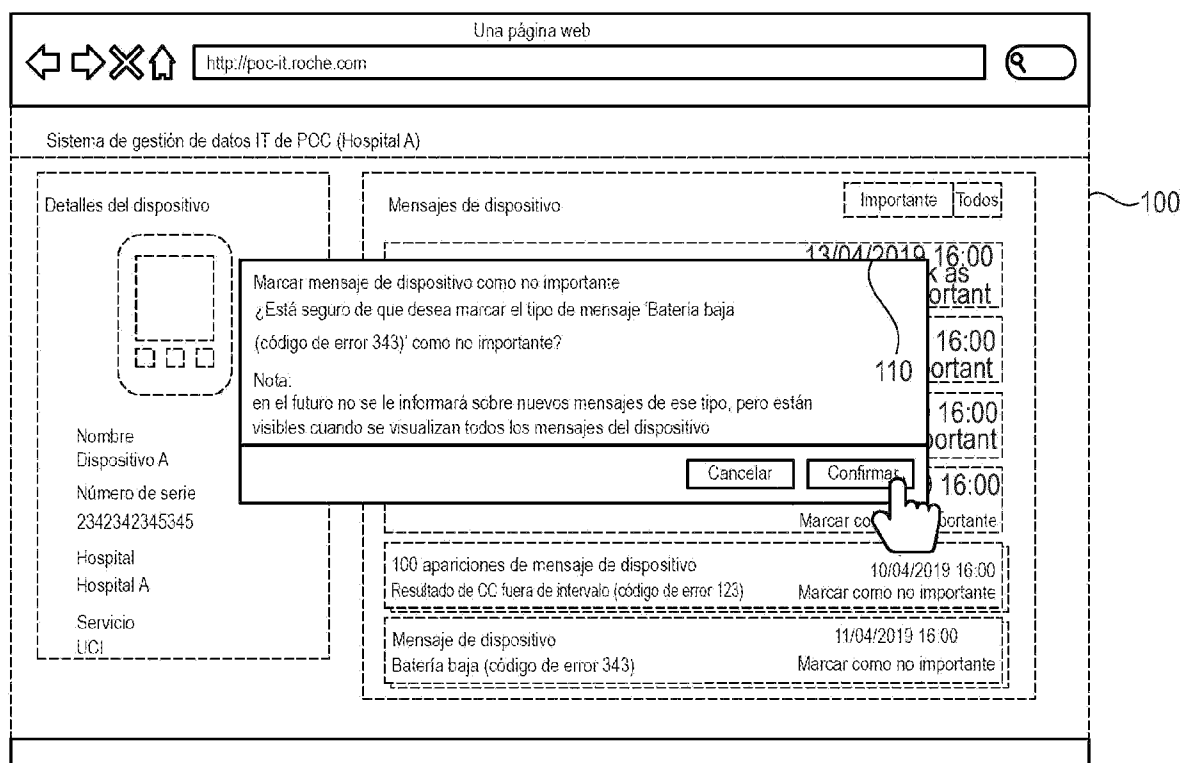 Una página web
http://poc-it.roche.com
Sistema de gestión de datos IT de POC (Hospital A)
100
Detalles del dispositivo
Nombre
Dispositivo A
Número de serie
2342342345345
Hospital
Hospital A
Servicio
UCI
Mensajes de dispositivo
Importante Todos
13/04/2019 16:00
as
16:00
16:00
16:00
Marcar
Marcar mensaje de dispositivo como no importante
¿Está seguro de que desea marcar el tipo de mensaje 'Batería baja
(código de error 343)' como no importante?
110
Nota:
en el futuro no se le informará sobre nuevos mensajes de ese tipo, pero están
visibles cuando se visualizan todos los mensajes del dispositivo
Cancelar Confirmar
100 apariciones de mensaje de dispositivo 10/04/2019 16:00
Resultado de CC fuera de intervalo (código de error 123) Marcar como no importante
Mensaje de dispositivo 11/04/2019 16:00
Batería baja (código de error 343) Marcar como no importante